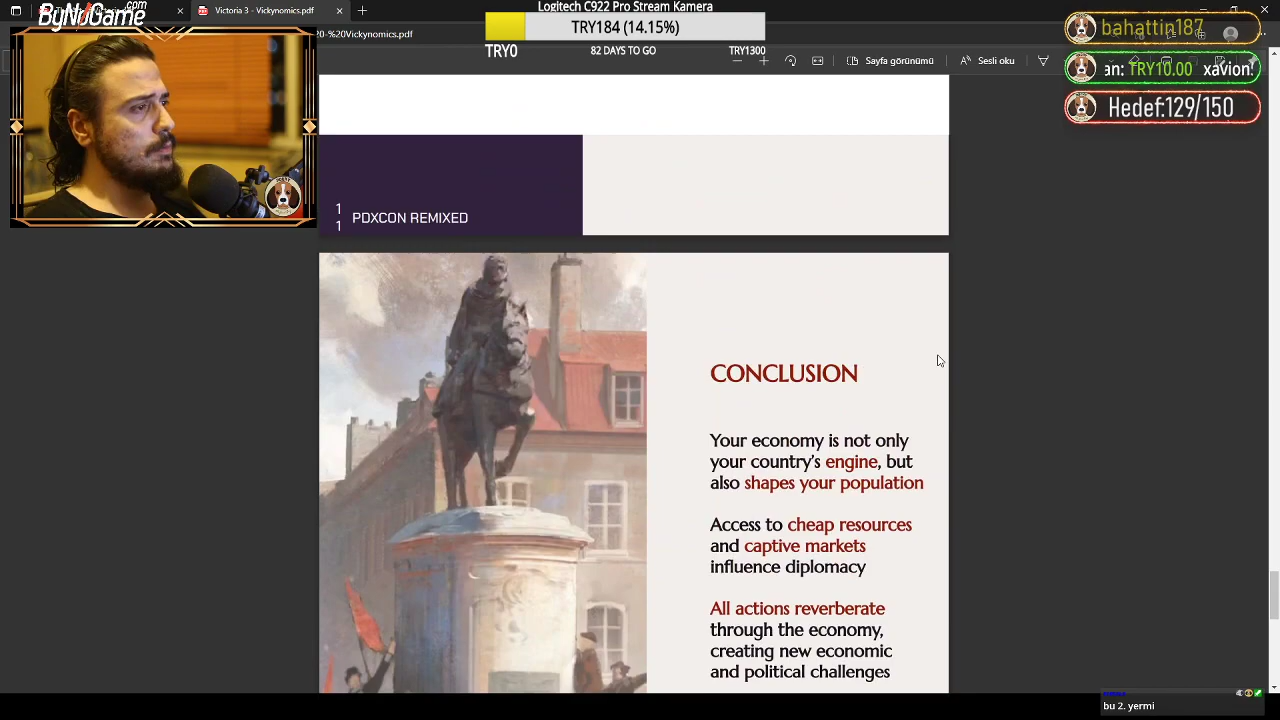 ByNoGame
.com
Victoria 3 - Vickynomics.pdf
Logitech C922 Pro Stream Kamera
TRY184 (14.15%)
TRY0
82 DAYS TO GO
TRY1300
20-%20Vickynomics.pdf
Sayfa görünümü
Sesli oku
bahattin187
an: TRY10.00 xavion:
Hedef:129/150
1
1
PDXCON REMIXED
CONCLUSION
Your economy is not only
your country's engine, but
also shapes your population
Access to cheap resources
and captive markets
influence diplomacy
All actions reverberate
through the economy,
creating new economic
and political challenges
bu 2. yermi